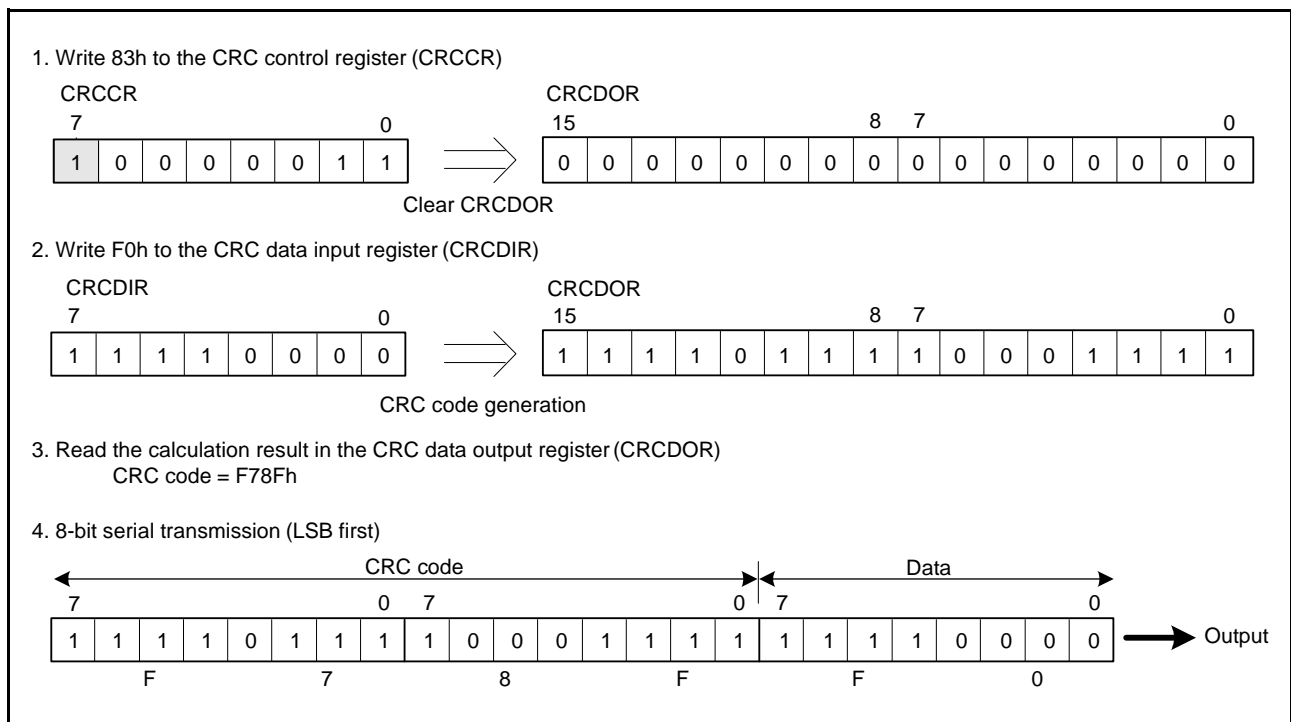 1. Write 83h to the CRC control register (CRCCR)
CRCCR CRCDOR
7 0 15 8 7 0
1 0 0 0 0 0 1 1 0 0 0 0 0 0 0 0 0 0 0 0 0 0 0 0
Clear CRCDOR
2. Write F0h to the CRC data input register (CRCDIR)
CRCDIR CRCDOR
7 0 15 8 7 0
1 1 1 1 0 0 0 0 1 1 1 1 0 1 1 1 1 0 0 0 1 1 1 1
CRC code generation
3. Read the calculation result in the CRC data output register (CRCDOR)
CRC code = F78Fh
4. 8-bit serial transmission (LSB first)
CRC code Data
7 0 7 0 7 0
1 1 1 1 0 1 1 1 1 0 0 0 1 1 1 1 1 1 1 1 0 0 0 0 Output
F 7 8 F F 0